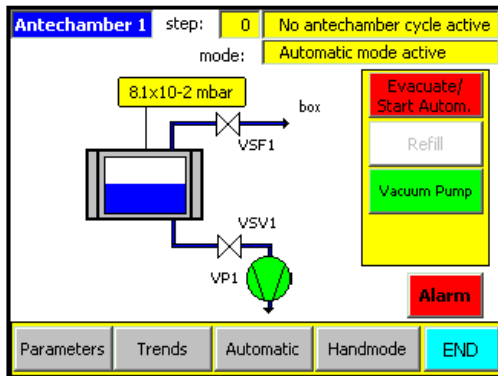 Antechamber 1 step: 0 No antechamber cycle active
mode: Automatic mode active
8.1x10-2 mbar
box
VSF1
Evacuate/
Start Autom.
Refill
Vacuum Pump
VSV1
VP1
Alarm
Parameters Trends Automatic Handmode END